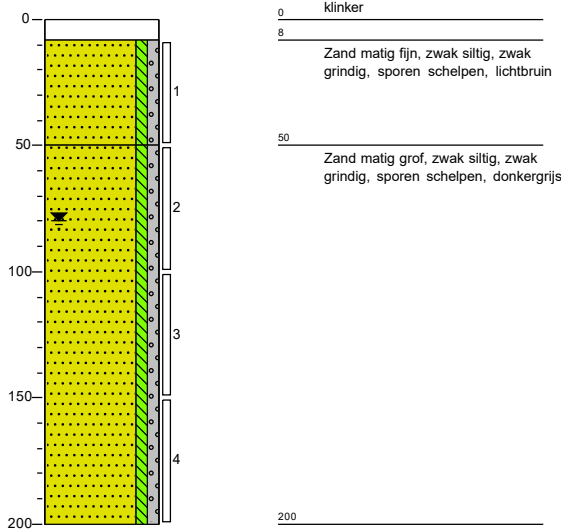 klinker
0
0
8
Zand matig fijn, zwak siltig, zwak
grindig, sporen schelpen, lichtbruin
1
50
50
Zand matig grof, zwak siltig, zwak
grindig, sporen schelpen, donkergrijs
2
100
3
150
4
200
200